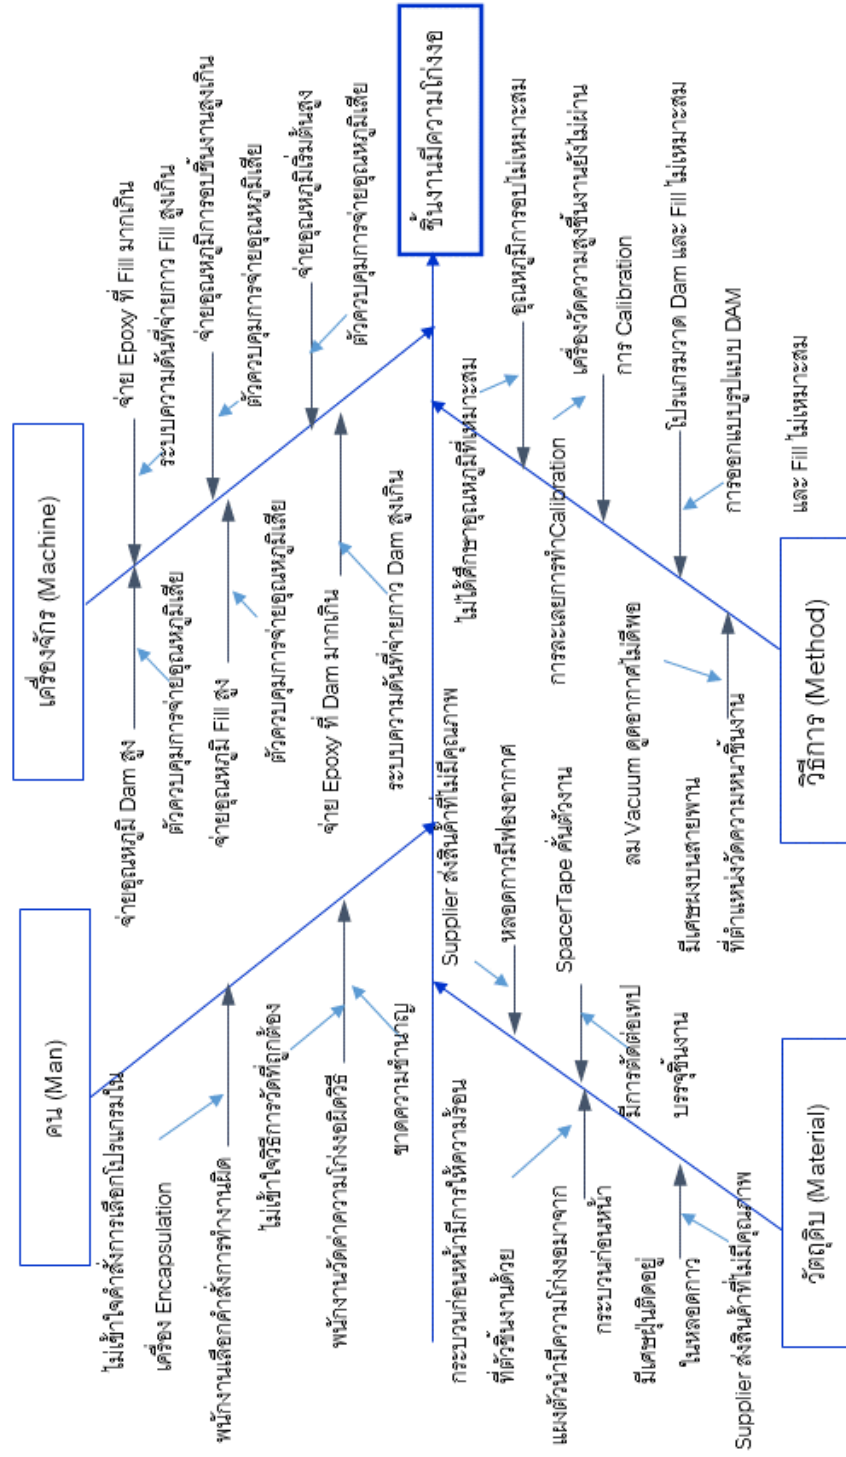 คน (Man)
ไม่เข้าใจคำสั่งการเลือกโปรแกรมใน
เครื่อง Encapsulation
พนักงานเลือกคำสั่งการทำงานผิด
ไม่เข้าใจวิธีการวัดที่ถูกต้อง
พนักงานวัดค่าความโก่งงอผิดวิธี
ขาดความชำนาญ
เครื่องจักร (Machine)
จ่าย Epoxy ที่ Fill มากเกิน
ระบบความดันที่จ่ายกาว Fill สูงเกิน
จ่ายอุณหภูมิการอบชิ้นงานสูงเกิน
ตัวควบคุมการจ่ายอุณหภูมิเสีย
จ่ายอุณหภูมิเริ่มต้นสูง
ตัวควบคุมการจ่ายอุณหภูมิเสีย
จ่ายอุณหภูมิ Dam สูง
ตัวควบคุมการจ่ายอุณหภูมิเสีย
จ่ายอุณหภูมิ Fill สูง
ตัวควบคุมการจ่ายอุณหภูมิเสีย
จ่าย Epoxy ที่ Dam มากเกิน
ระบบความดันที่จ่ายกาว Dam สูงเกิน
ชิ้นงานมีความโก่งงอ
Supplier ส่งสินค้าที่ไม่มีคุณภาพ
หลอดกาวมีฟองอากาศ
SpacerTape คั่นตัวงาน
มีการตัดต่อเทป
บรรจุชิ้นงาน
กระบวนก่อนหน้ามีการให้ความร้อน
ที่ตัวชิ้นงานด้วย
แผงตัวนำมีความโก่งงอมาจาก
กระบวนก่อนหน้า
มีเศษฝุ่นติดอยู่
ในหลอดกาว
Supplier ส่งสินค้าที่ไม่มีคุณภาพ
วัตถุดิบ (Material)
ไม่ได้ศึกษาอุณหภูมิที่เหมาะสม
อุณหภูมิการอบไม่เหมาะสม
การละเลยการทำCalibration
เครื่องวัดความสูงชิ้นงานยังไม่ผ่าน
การ Calibration
โปรแกรมวาด Dam และ Fill ไม่เหมาะสม
การออกแบบรูปแบบ DAM
และ Fill ไม่เหมาะสม
ลม Vacuum ดูดอากาศไม่ดีพอ
มีเศษผงบนสายพาน
ที่ตำแหน่งวัดความหนาชิ้นงาน
วิธีการ (Method)